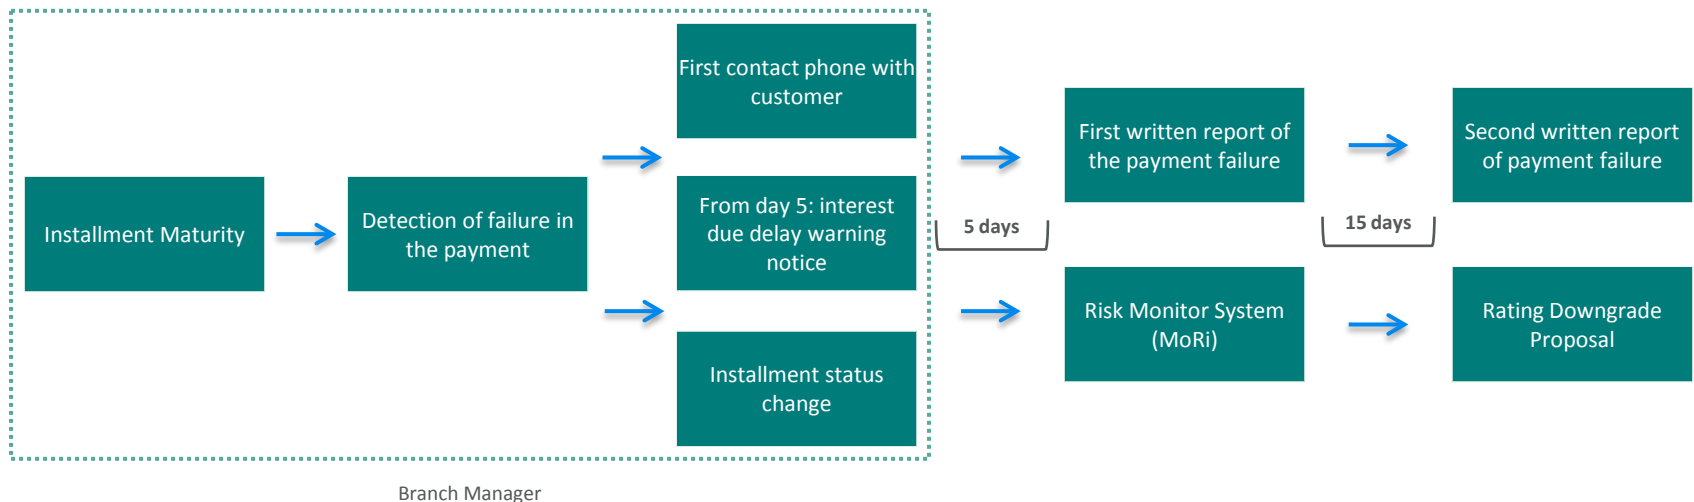 Installment Maturity
Detection of failure in
the payment
First contact phone with
customer
From day 5: interest
due delay warning
notice
Installment status
change
5 days
First written report of
the payment failure
Risk Monitor System
(MoRi)
15 days
Second written report
of payment failure
Rating Downgrade
Proposal
Branch Manager